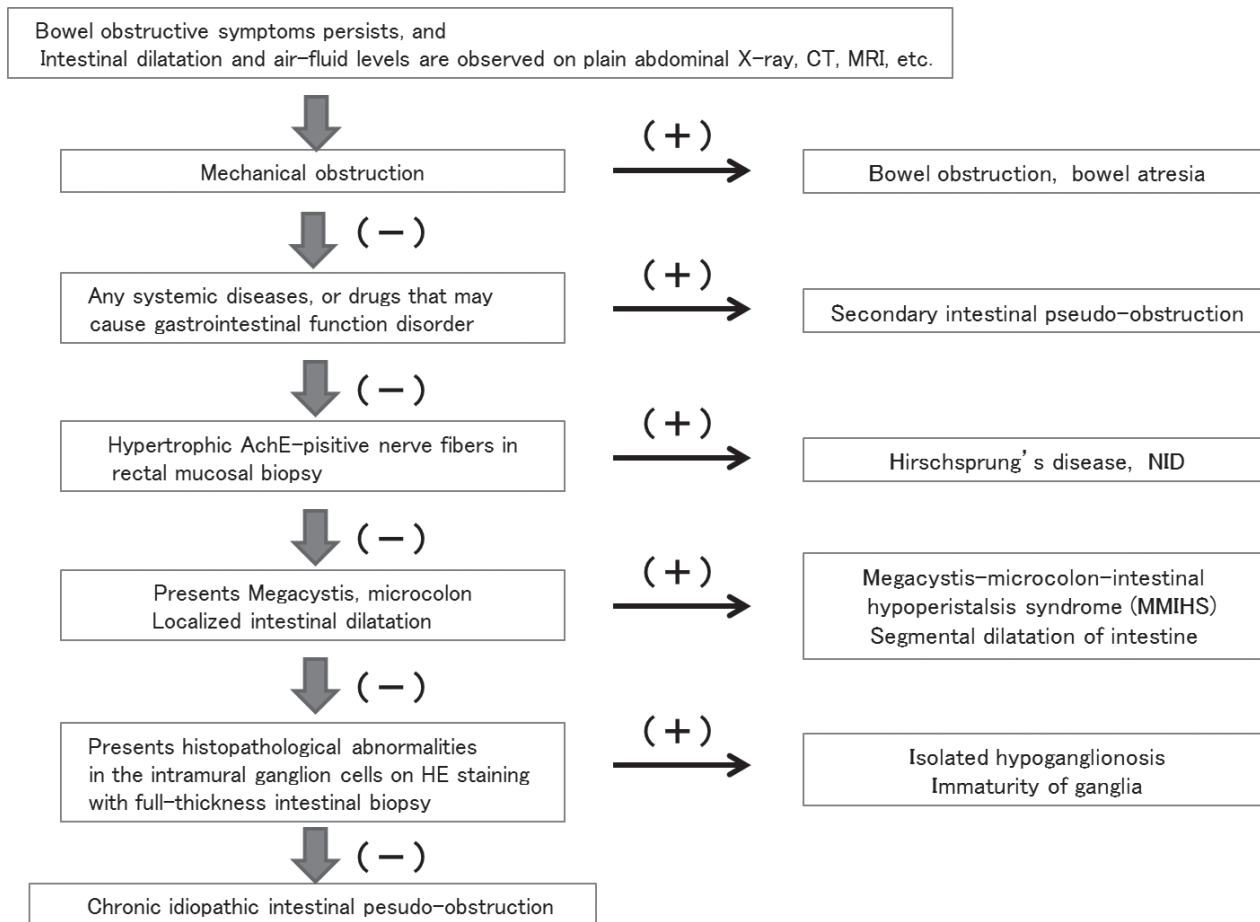 Bowel obstructive symptoms persists, and
Intestinal dilatation and air-fluid levels are observed on plain abdominal X-ray, CT, MRI, etc.
(+)
Mechanical obstruction
Bowel obstruction, bowel atresia
(-)
(+)
Any systemic diseases, or drugs that may
cause gastrointestinal function disorder
Secondary intestinal pseudo-obstruction
(-)
(+)
Hypertrophic AchE-pisitive nerve fibers in
rectal mucosal biopsy
Hirschsprung's disease, NID
(-)
(+)
Presents Megacystis, microcolon
Localized intestinal dilatation
Megacystis-microcolon-intestinal
hypoperistalsis syndrome (MMIHS)
Segmental dilatation of intestine
(-)
(+)
Presents histopathological abnormalities
in the intramural ganglion cells on HE staining
with full-thickness intestinal biopsy
Isolated hypoganglionosis
Immaturity of ganglia
(-)
Chronic idiopathic intestinal pesudo-obstruction